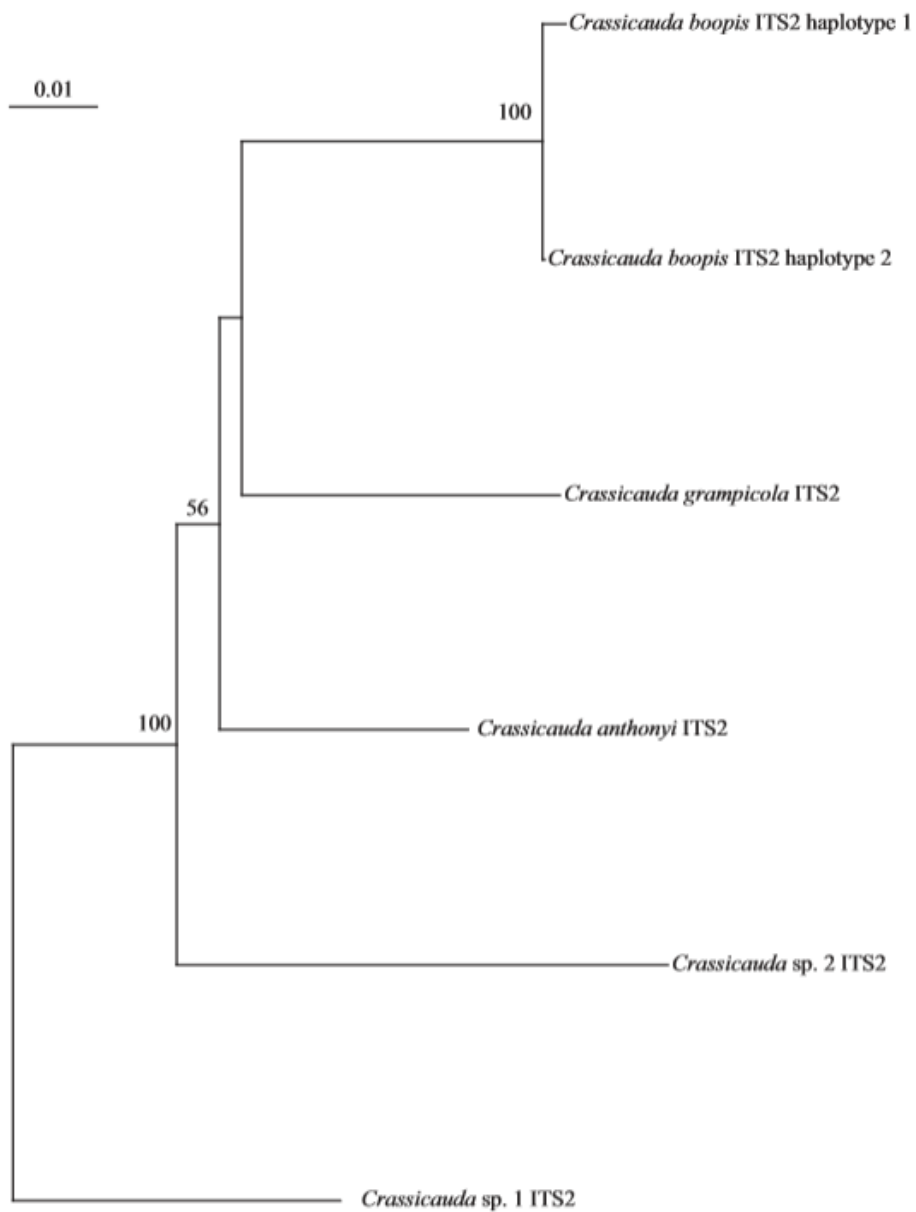 Crassicauda boopis ITS2 haplotype 1
0.01
100
Crassicauda boopis ITS2 haplotype 2
Crassicauda grampicola ITS2
56
100
Crassicauda anthonyi ITS2
Crassicauda sp. 2 ITS2
Crassicauda sp. 1 ITS2